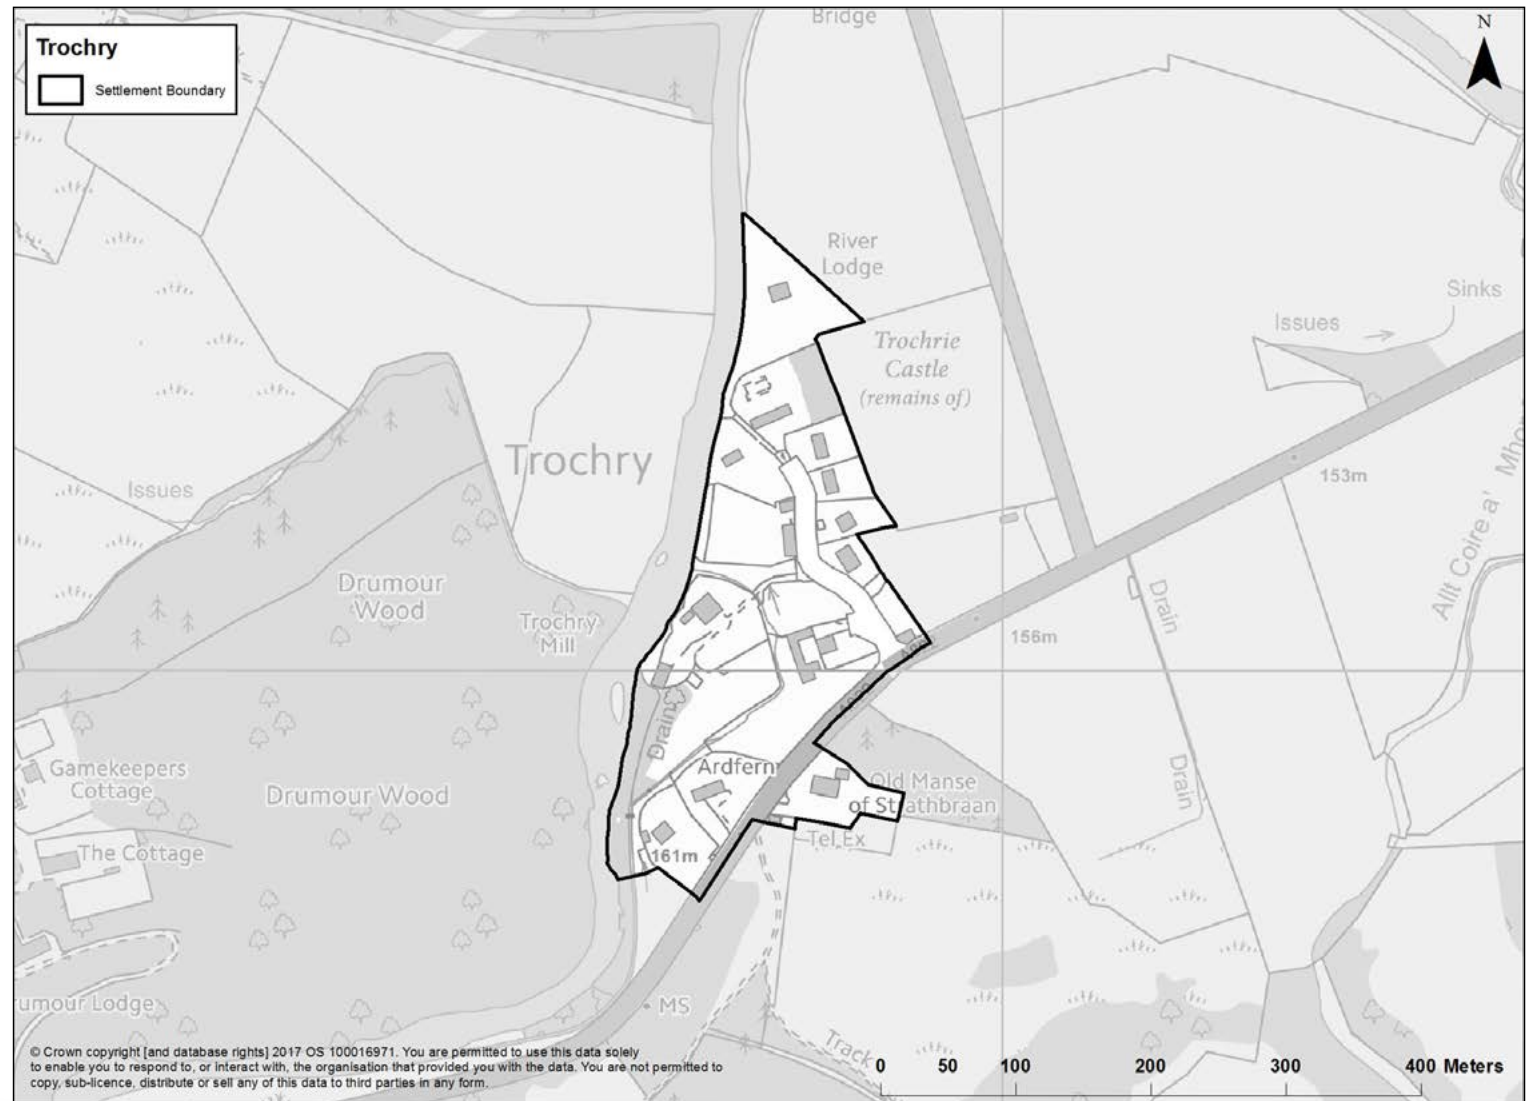 Trochry
Settlement Boundary
Bridge
N
River
Lodge
Sinks
Issues
Trochrie
Castle
(remains of)
Trochry
153m
Issues
Drumour
Wood
Trochry
Mill
Drain
156m
Allt Coire a' Mhor
Drain
Drain
Gamekeepers
Cottage
Drumour Wood
Ardfern
Old Manse
of Strathbraan
Tel Ex
The Cottage
161m
umour Lodge
MS
Track
© Crown copyright [and database rights] 2017 OS 100016971. You are permitted to use this data solely
to enable you to respond to, or interact with, the organisation that provided you with the data. You are not permitted to
copy, sub-licence, distribute or sell any of this data to third parties in any form.
0 50 100 200 300 400 Meters